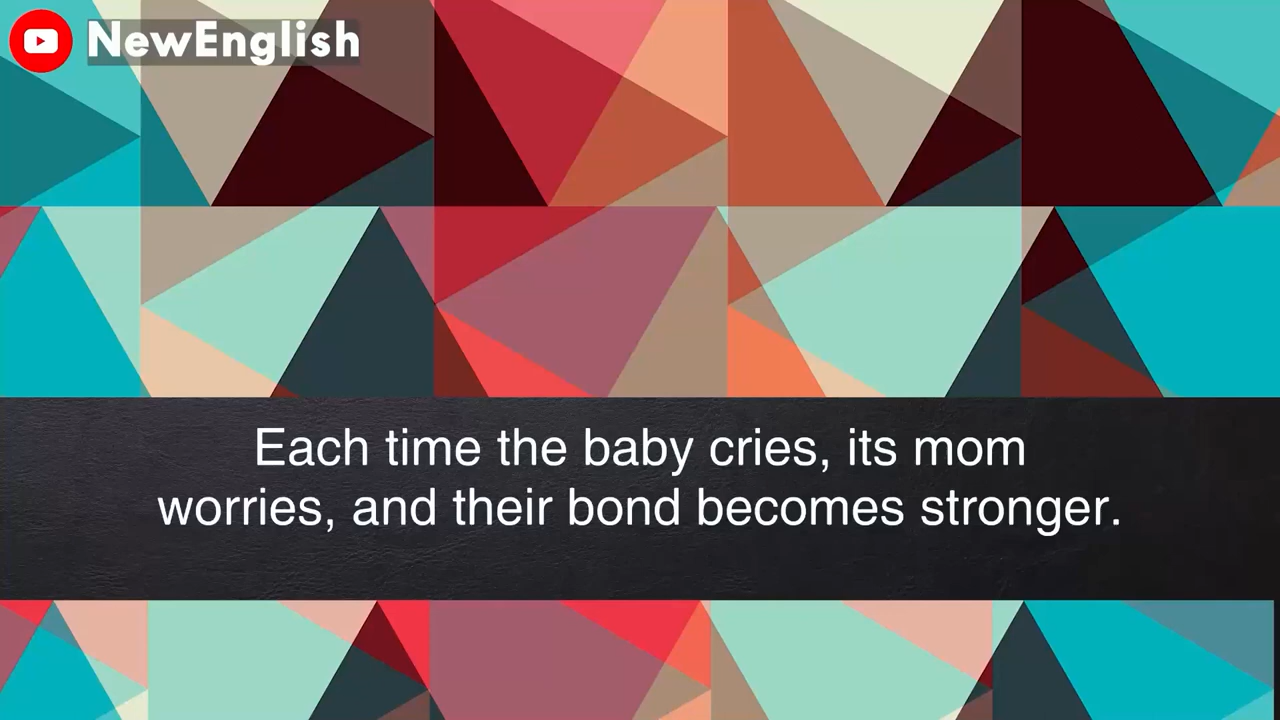 NewEnglish
Each time the baby cries, its mom
worries, and their bond becomes stronger.